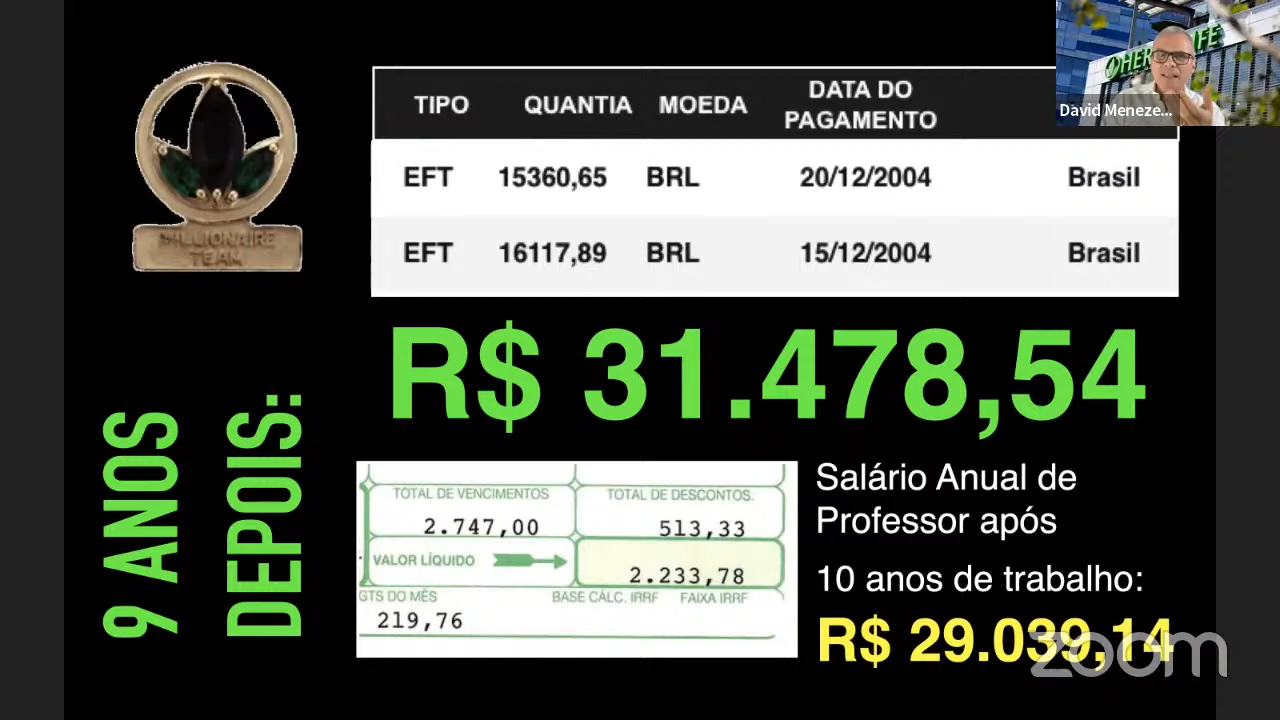 HERBALIFE
David Meneze...
MILLIONAIRE
TEAM
TIPO QUANTIA MOEDA DATA DO PAGAMENTO
EFT 15360,65 BRL 20/12/2004 Brasil
EFT 16117,89 BRL 15/12/2004 Brasil
R$ 31.478,54
9 ANOS
DEPOIS:
TOTAL DE VENCIMENTOS TOTAL DE DESCONTOS.
2.747,00 513,33
VALOR LÍQUIDO 2.233,78
GTS DO MÊS BASE CÁLC. IRRF FAIXA IRRF
219,76
Salário Anual de
Professor após
10 anos de trabalho:
R$ 29.039,14
zoom